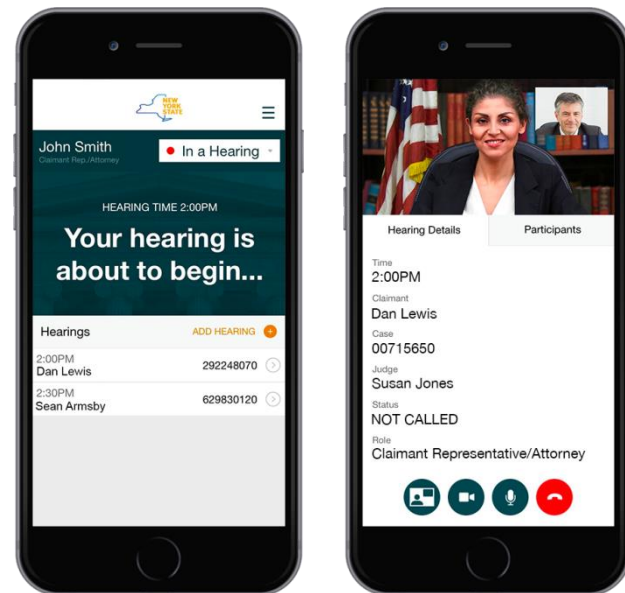 NEW
YORK
STATE
John Smith
Claimant Rep./Attorney
In a Hearing
HEARING TIME 2:00PM
Your hearing is
about to begin...
Hearings
ADD HEARING
2:00PM
Dan Lewis
292248070
2:30PM
Sean Armsby
629830120
Hearing Details
Participants
Time
2:00PM
Claimant
Dan Lewis
Case
00715650
Judge
Susan Jones
Status
NOT CALLED
Role
Claimant Representative/Attorney